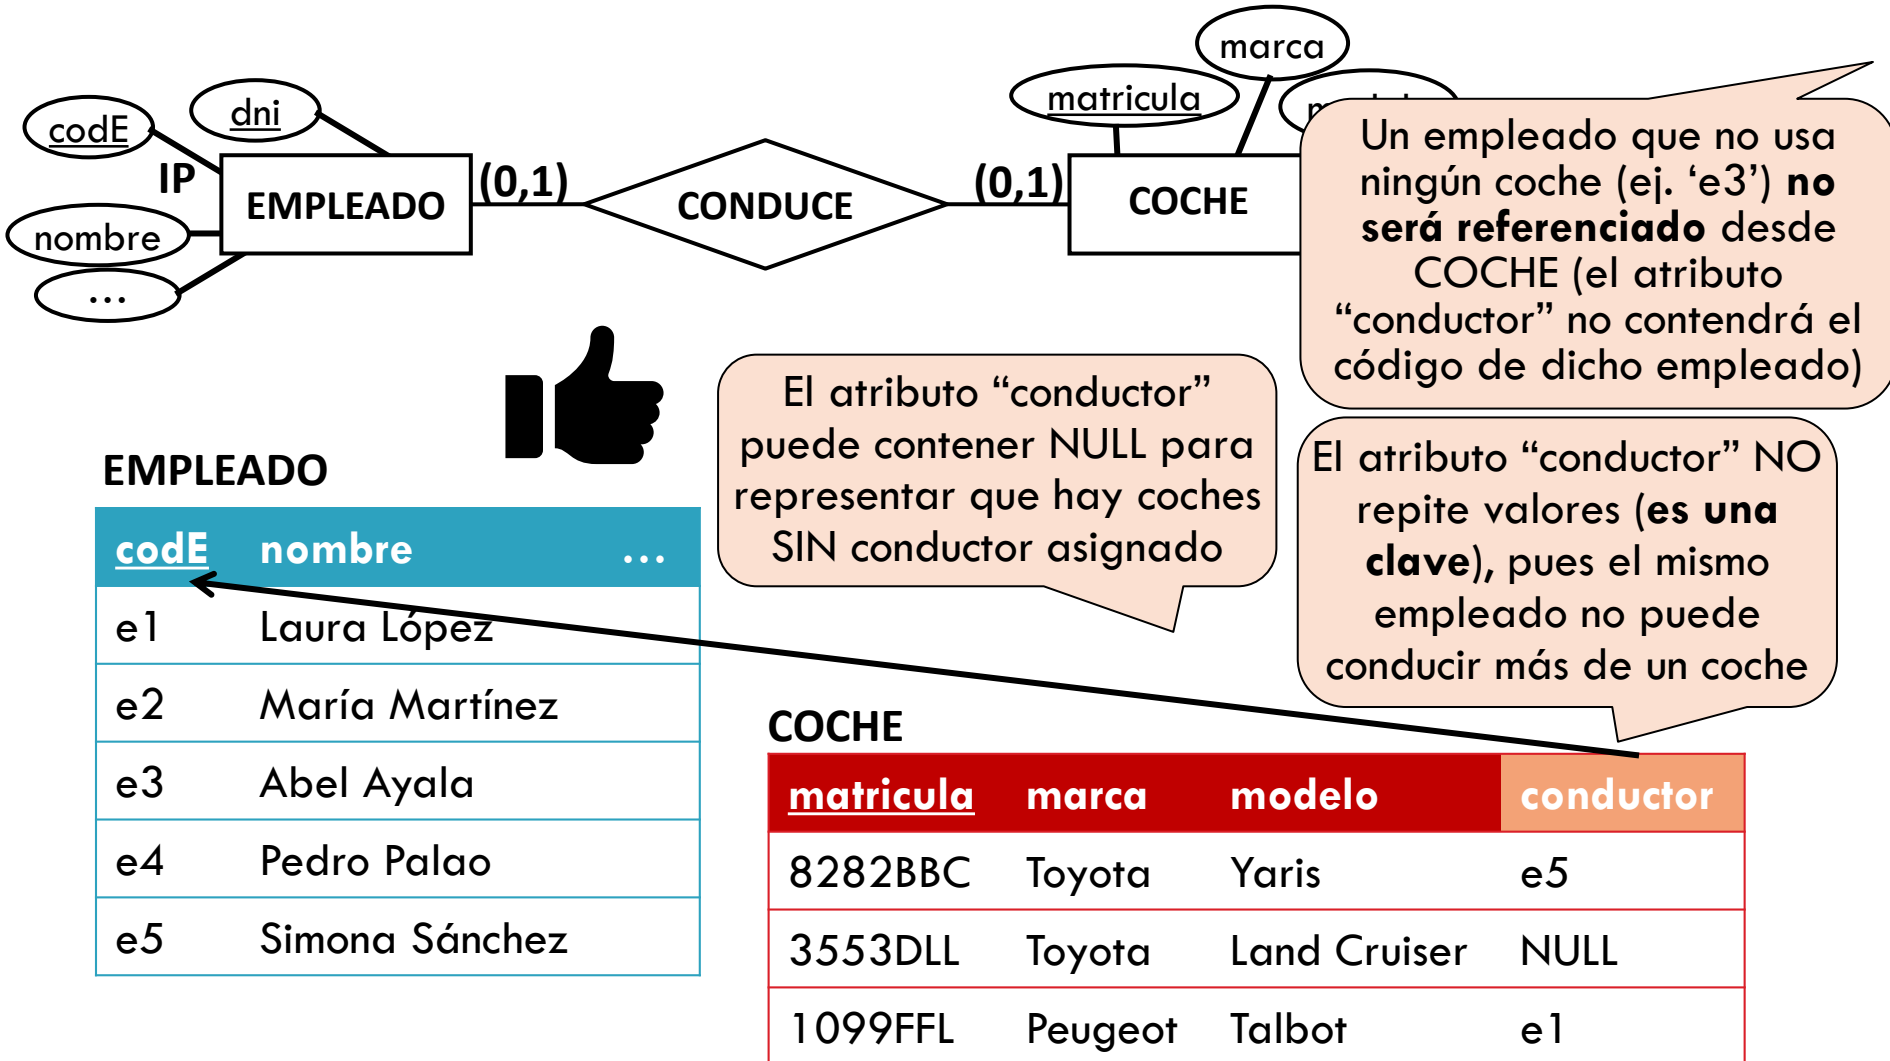 marca
matricula
codE
dni
IP
EMPLEADO
(0,1)
CONDUCE
(0,1)
COCHE
nombre
...
Un empleado que no usa
ningún coche (ej. ‘e3’) no
será referenciado desde
COCHE (el atributo
“conductor” no contendrá el
código de dicho empleado)
El atributo “conductor”
puede contener NULL para
representar que hay coches
SIN conductor asignado
El atributo “conductor” NO
repite valores (es una
clave), pues el mismo
empleado no puede
conducir más de un coche
EMPLEADO
codE nombre ...
e1 Laura López
e2 María Martínez
e3 Abel Ayala
e4 Pedro Palao
e5 Simona Sánchez
COCHE
matricula marca modelo conductor
8282BBC Toyota Yaris e5
3553DLL Toyota Land Cruiser NULL
1099FFL Peugeot Talbot e1